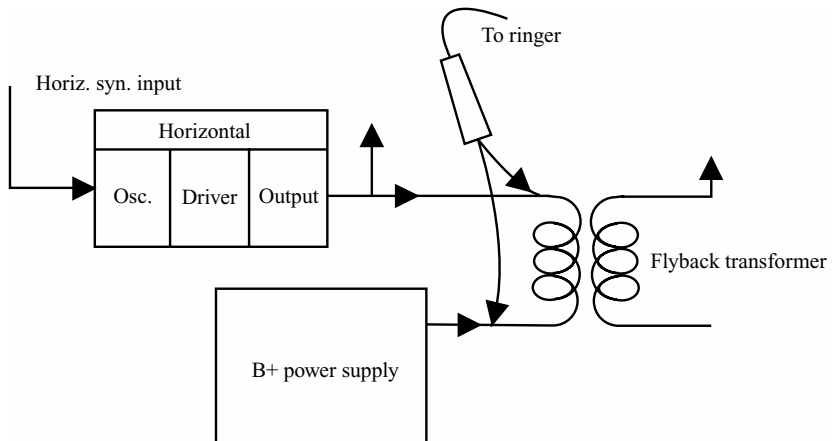 To ringer
Horiz. syn. input
Horizontal
Osc.
Driver
Output
Flyback transformer
B+ power supply